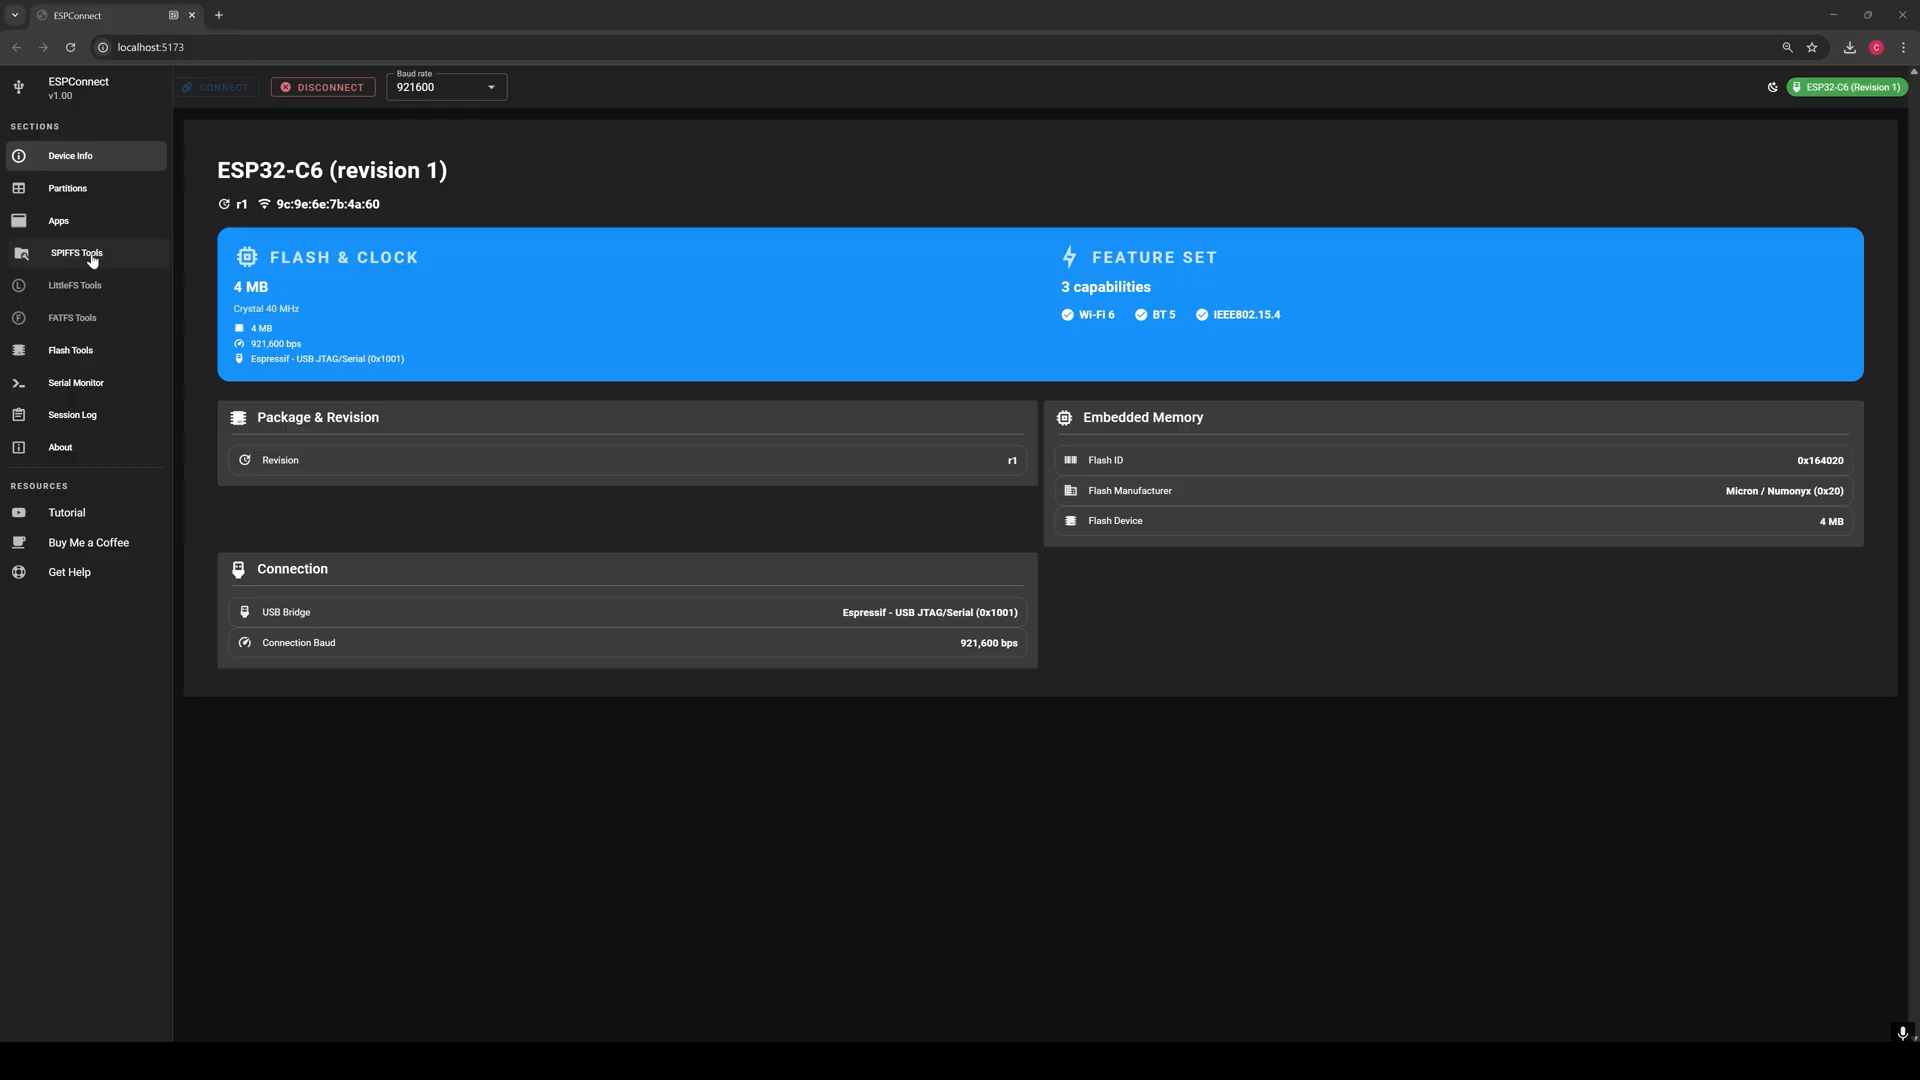 ESPConnect
localhost:5173
C
ESPConnect
v1.00
CONNECT
DISCONNECT
Baud rate
921600
ESP32-C6 (Revision 1)
SECTIONS
Device Info
Partitions
Apps
SPIFFS Tools
LittleFS Tools
FATFS Tools
Flash Tools
Serial Monitor
Session Log
About
RESOURCES
Tutorial
Buy Me a Coffee
Get Help
ESP32-C6 (revision 1)
r1 9c:9e:6e:7b:4a:60
FLASH & CLOCK
4 MB
Crystal 40 MHz
4 MB
921,600 bps
Espressif - USB JTAG/Serial (0x1001)
FEATURE SET
3 capabilities
Wi-Fi 6 BT 5 IEEE802.15.4
Package & Revision
Revision r1
Embedded Memory
Flash ID 0x164020
Flash Manufacturer Micron / Numonyx (0x20)
Flash Device 4 MB
Connection
USB Bridge Espressif - USB JTAG/Serial (0x1001)
Connection Baud 921,600 bps